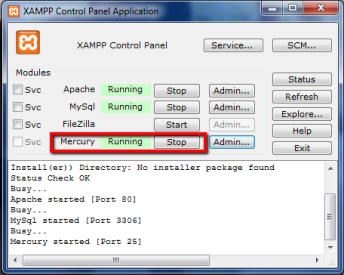 XAMPP Control Panel Application
XAMPP Control Panel
Service...
SCM...
Modules
Svc Apache Running Stop Admin...
Svc MySql Running Stop Admin...
Svc FileZilla Start Admin...
Svc Mercury Running Stop Admin...
Status
Refresh
Explore...
Help
Exit
Install(er)) Directory: No installer package found
Status Check OK
Busy...
Apache started [Port 80]
Busy...
MySql started [Port 3306]
Busy...
Mercury started [Port 25]